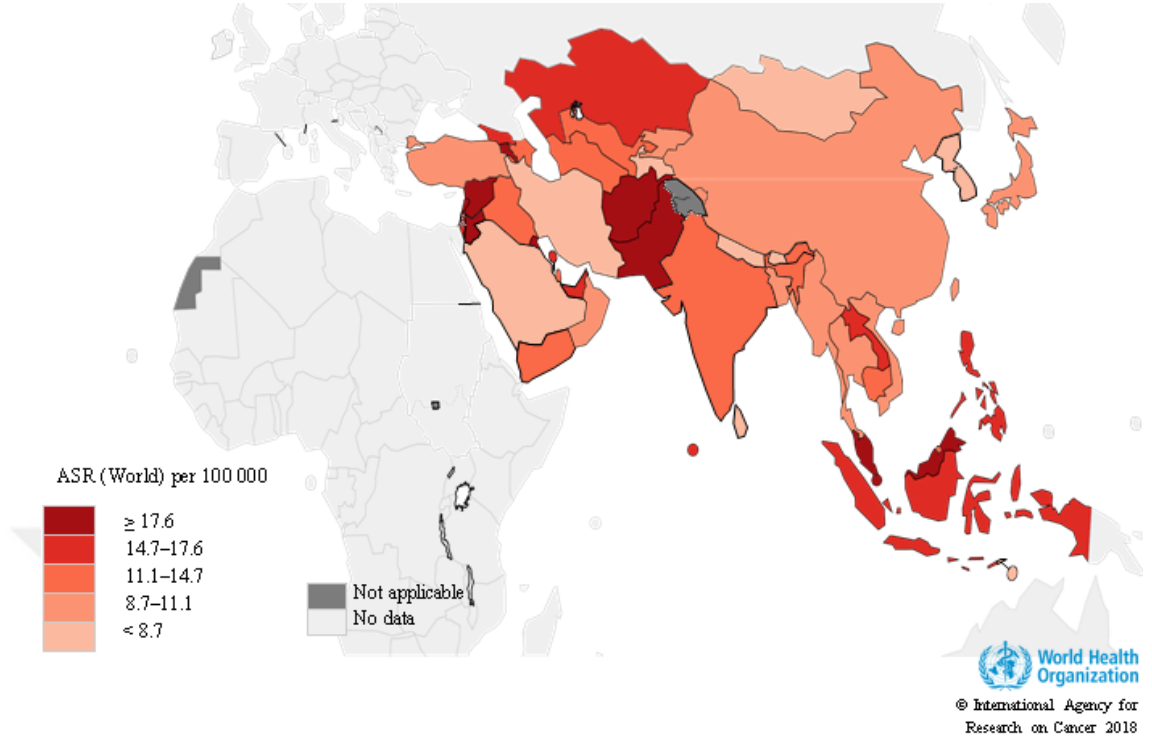 ASR (World) per 100 000
≥ 17.6
14.7–17.6
11.1–14.7
8.7–11.1
< 8.7
Not applicable
No data
World Health
Organization
© International Agency for
Research on Cancer 2018